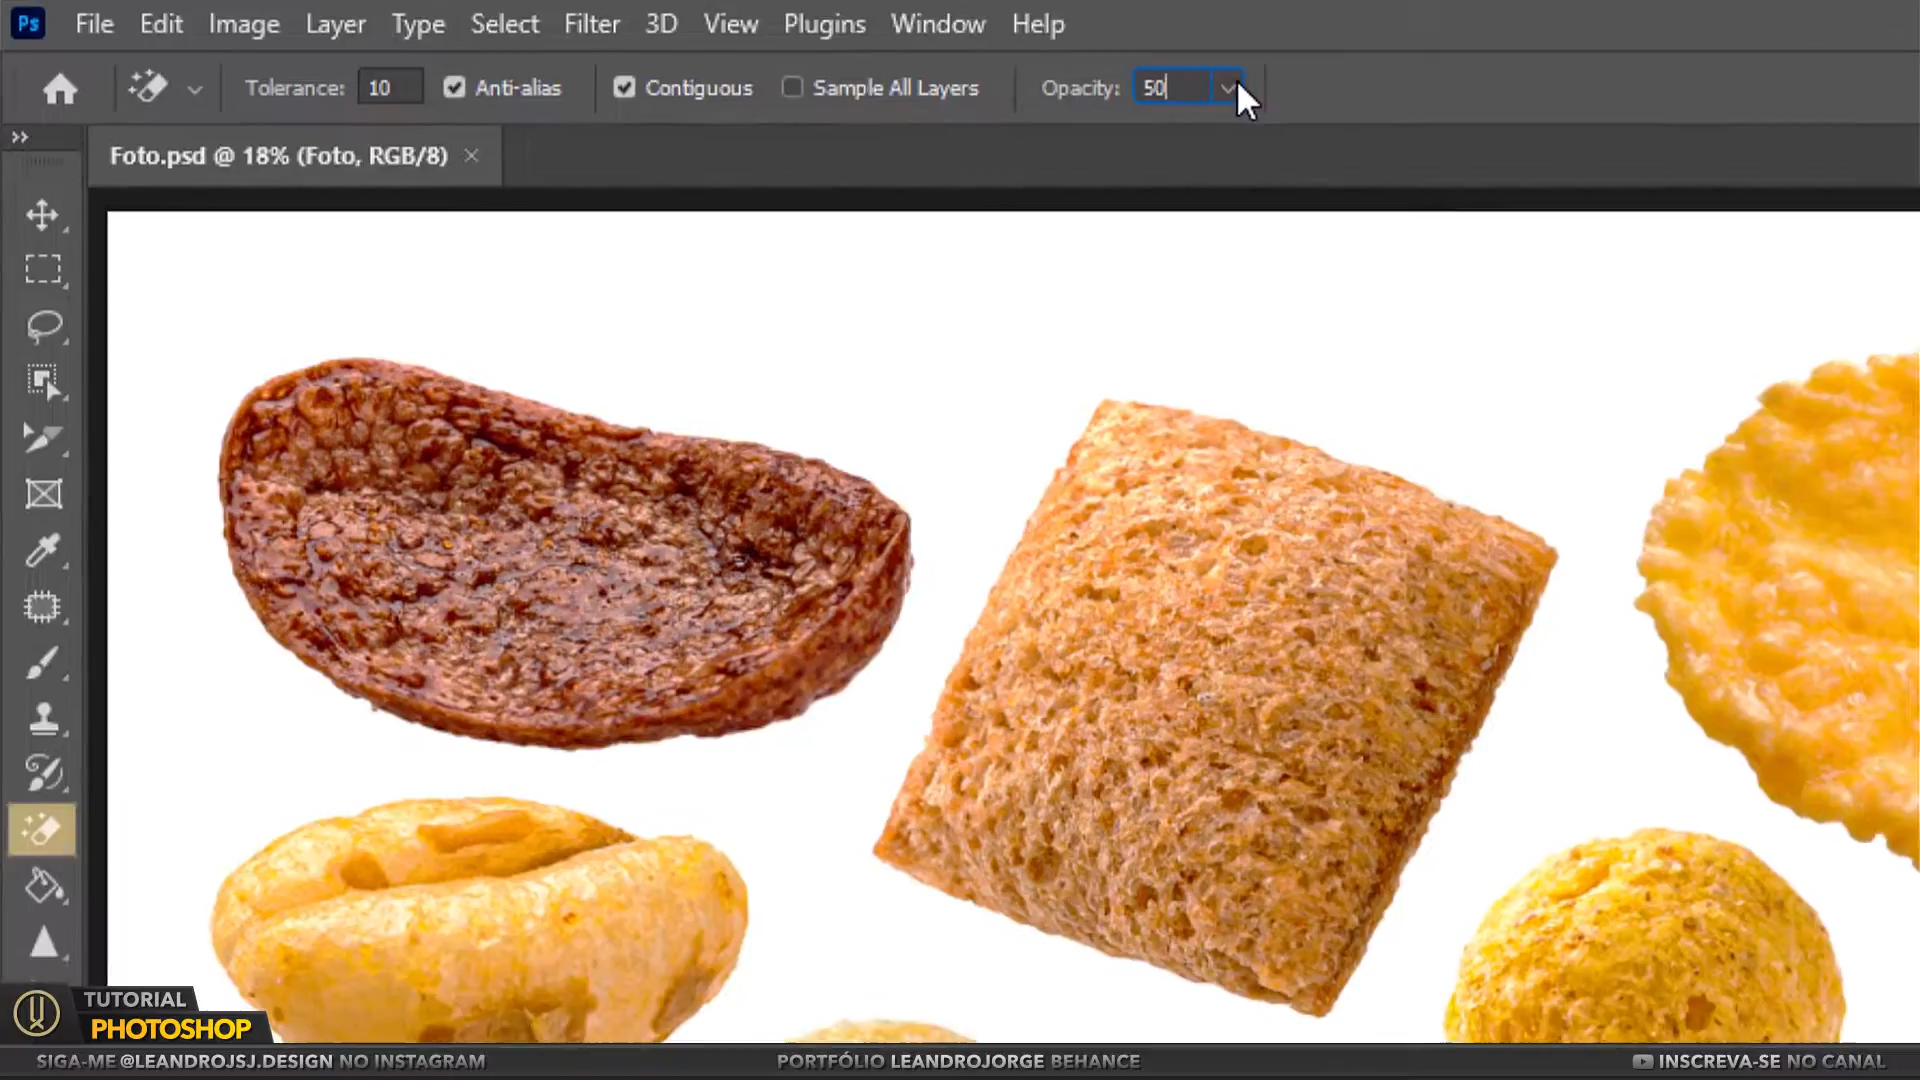 Ps File Edit Image Layer Type Select Filter 3D View Plugins Window Help
Tolerance: 10 Anti-alias Contiguous Sample All Layers Opacity: 50
Foto.psd @ 18% (Foto, RGB/8) ×
TUTORIAL
PHOTOSHOP
SIGA-ME @LEANDROJSJ.DESIGN NO INSTAGRAM PORTFÓLIO LEANDROJORGE BEHANCE INSCREVA-SE NO CANAL